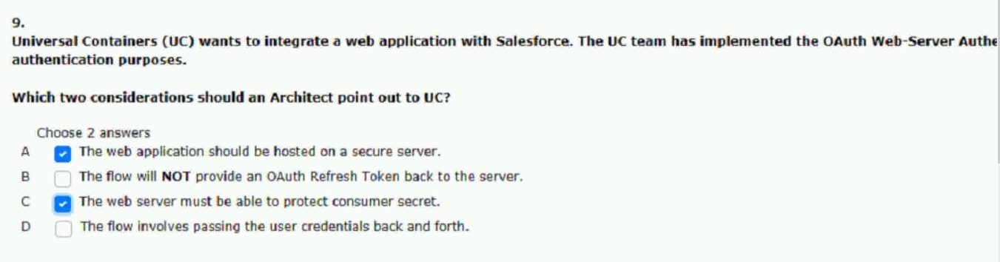 9.
Universal Containers (UC) wants to integrate a web application with Salesforce. The UC team has implemented the OAuth Web-Server Authe
authentication purposes.
Which two considerations should an Architect point out to UC?
Choose 2 answers
A The web application should be hosted on a secure server.
B The flow will NOT provide an OAuth Refresh Token back to the server.
C The web server must be able to protect consumer secret.
D The flow involves passing the user credentials back and forth.